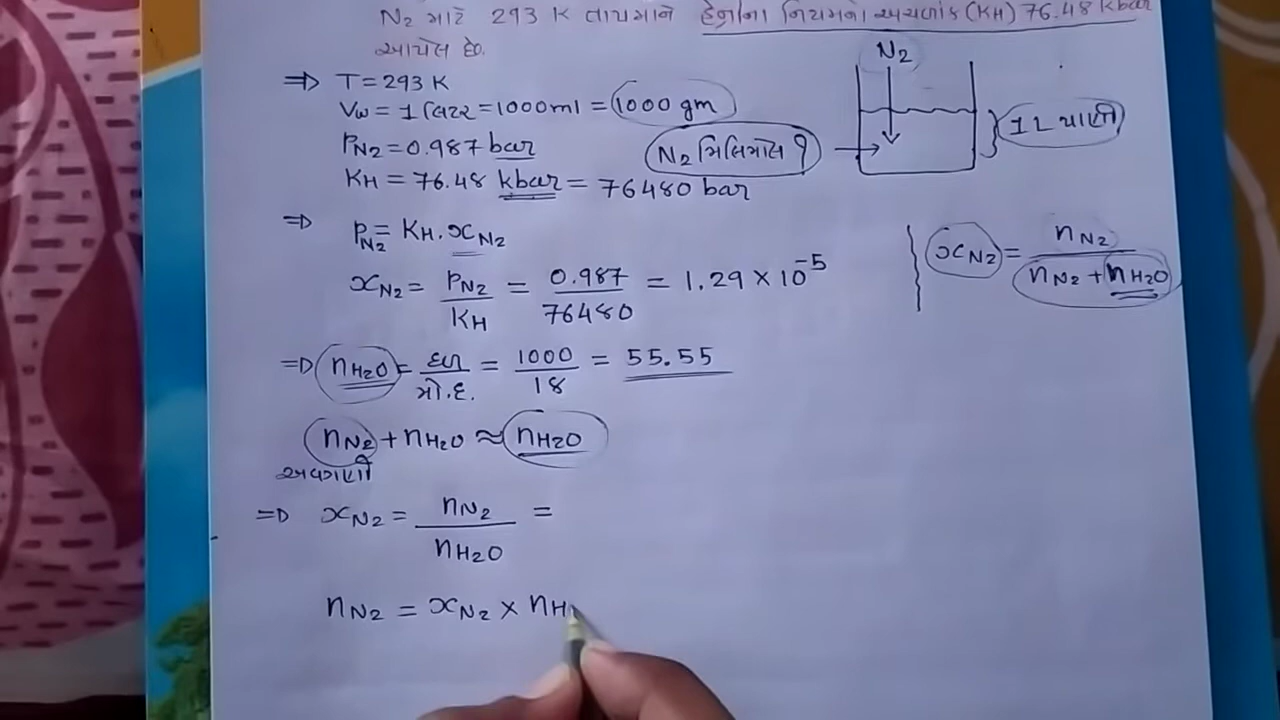 N2 માટે 293 K તાપમાને હેન્રીના નિયમનો અચળાંક (KH) 76.48 kbar
આપેલ છે.
⇒ T = 293 K
Vw = 1 લિટર = 1000ml = 1000 gm
PN2 = 0.987 bar
KH = 76.48 kbar = 76480 bar
N2
1 L પાણી
N2 મિલિમોલ ?
⇒ PN2 = KH . xN2
xN2 = PN2 / KH = 0.987 / 76480 = 1.29 × 10^-5
xN2 = nN2 / (nN2 + nH2O)
⇒ nH2O = દળ / મો.દ. = 1000 / 18 = 55.55
nN2 + nH2O ≈ nH2O
અવગણી
⇒ xN2 = nN2 / nH2O =
nN2 = xN2 × nH